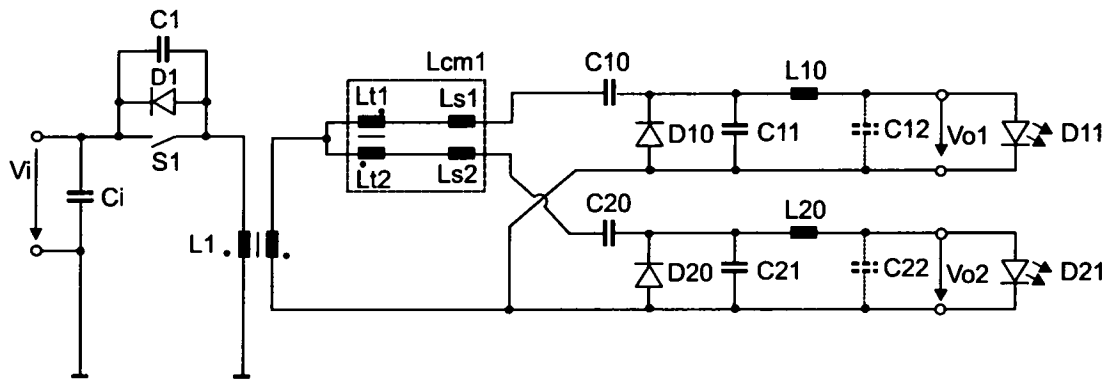 C1
D1
S1
Vi
Ci
L1
Lcm1
Lt1 Ls1
Lt2 Ls2
C10
L10
D10
C11
C12
Vo1
D11
C20
L20
D20
C21
C22
Vo2
D21